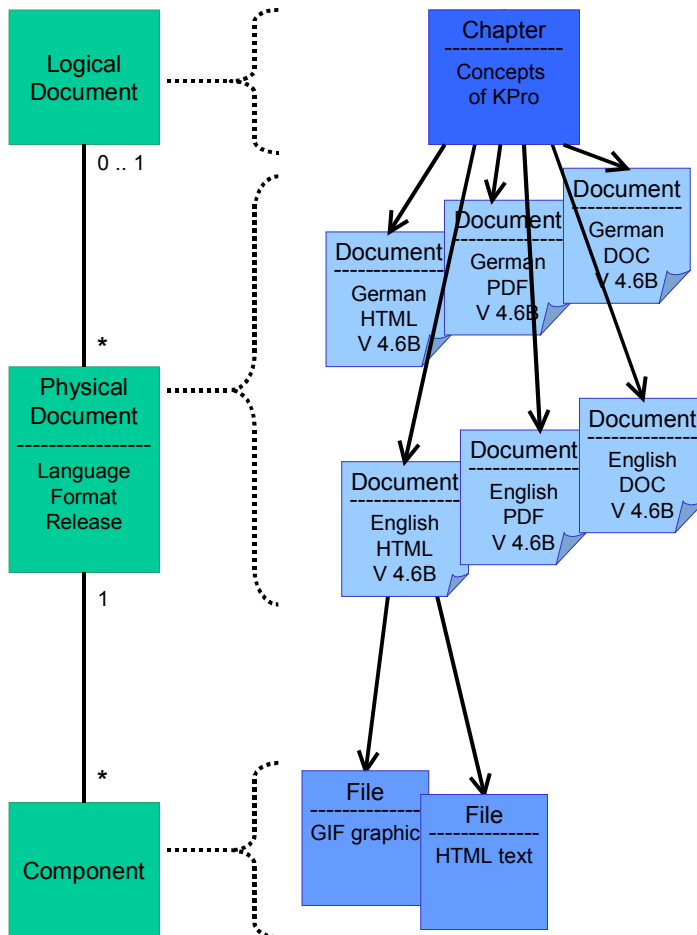 Logical
Document
0 .. 1
*
Physical
Document
Language
Format
Release
1
*
Component
Chapter
Concepts
of KPro
Document
German
HTML
V 4.6B
Document
German
PDF
V 4.6B
Document
German
DOC
V 4.6B
Document
English
HTML
V 4.6B
Document
English
PDF
V 4.6B
Document
English
DOC
V 4.6B
File
GIF graphic
File
HTML text